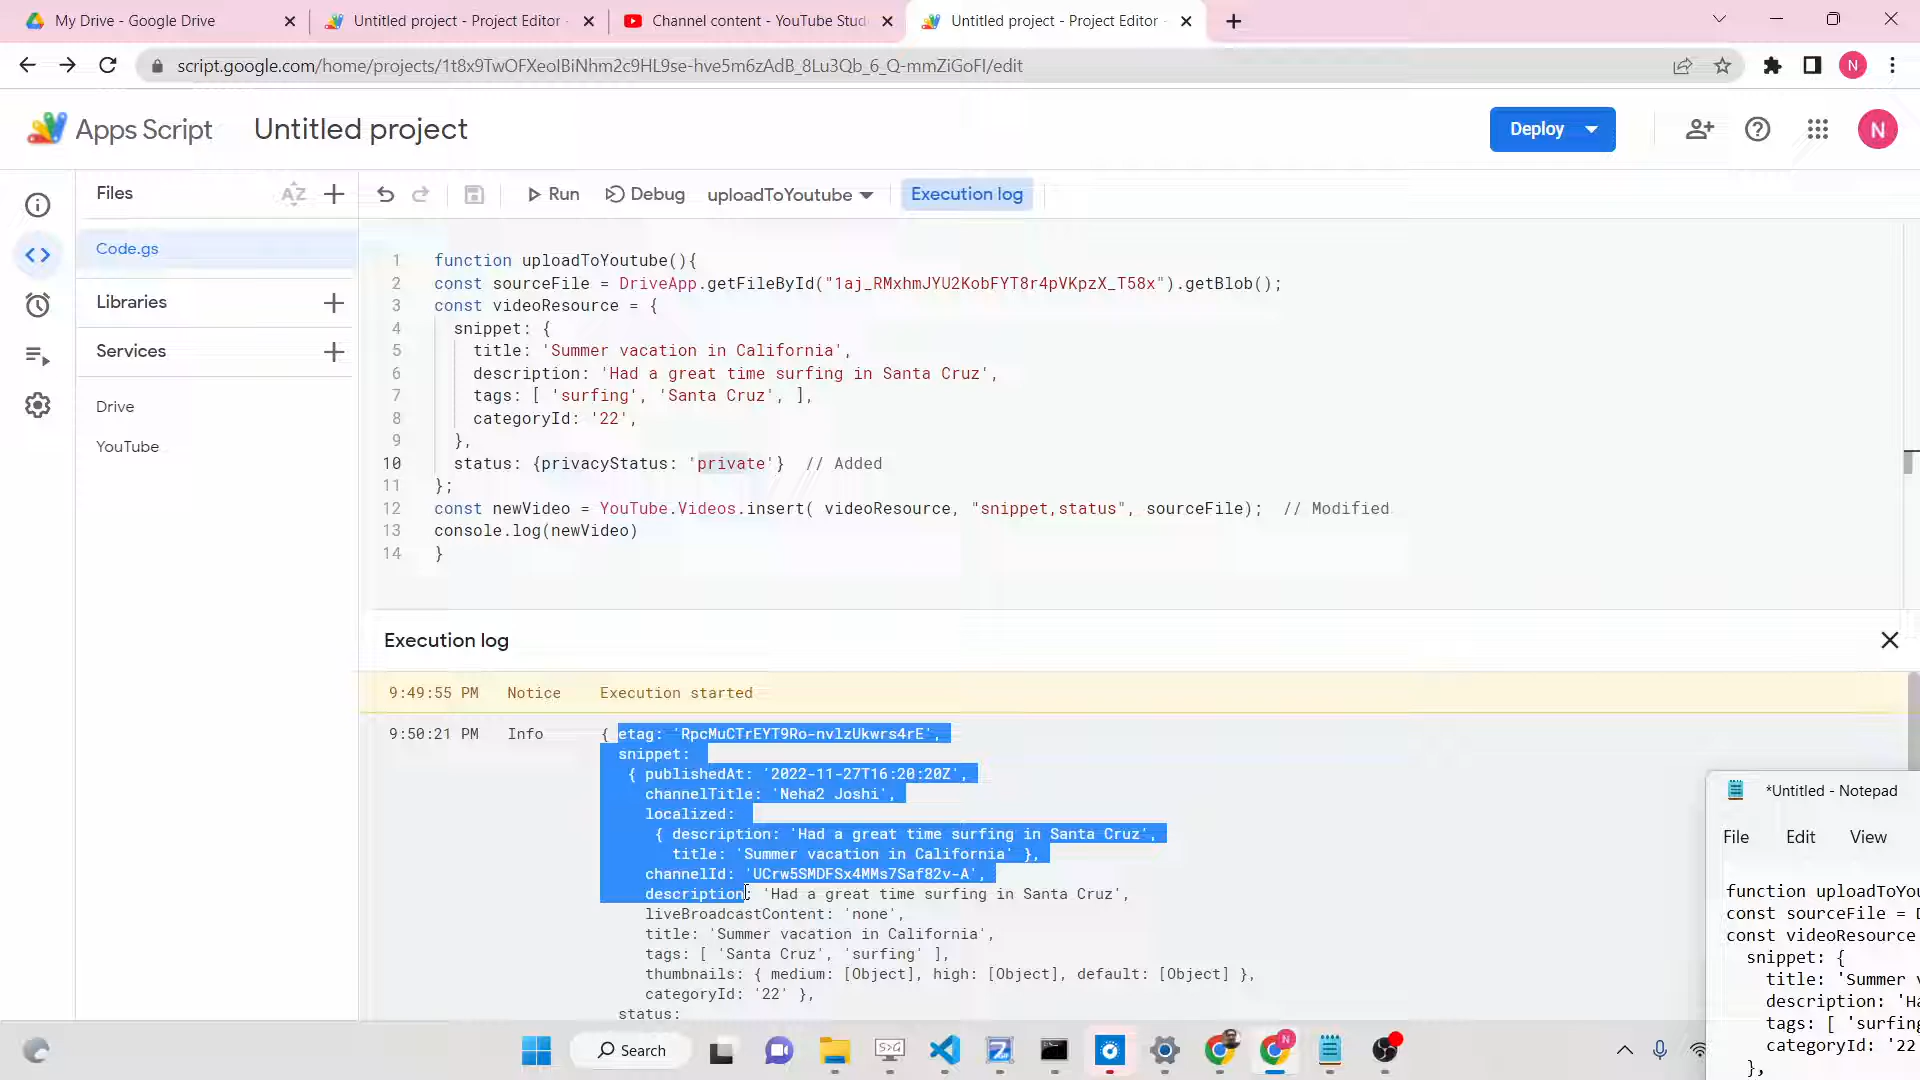 My Drive - Google Drive
Untitled project - Project Editor -
Channel content - YouTube Stud
Untitled project - Project Editor -
script.google.com/home/projects/1t8x9TwOFXeolBiNhm2c9HL9se-hve5m6zAdB_8Lu3Qb_6_Q-mmZiGoFl/edit
N
Apps Script
Untitled project
Deploy
N
Files
AZ
Run
Debug
uploadToYoutube
Execution log
Code.gs
Libraries
Services
Drive
YouTube
1 function uploadToYoutube(){
2 const sourceFile = DriveApp.getFileById("1aj_RMxhmJYU2KobFYT8r4pVKpzX_T58x").getBlob();
3 const videoResource = {
4 snippet: {
5 title: 'Summer vacation in California',
6 description: 'Had a great time surfing in Santa Cruz',
7 tags: [ 'surfing', 'Santa Cruz', ],
8 categoryId: '22',
9 },
10 status: {privacyStatus: 'private'} // Added
11 };
12 const newVideo = YouTube.Videos.insert( videoResource, "snippet,status", sourceFile); // Modified
13 console.log(newVideo)
14 }
Execution log
9:49:55 PM Notice Execution started
9:50:21 PM Info { etag: 'RpcMuCTrEYT9Ro-nvlzUkwrs4rE',
snippet:
{ publishedAt: '2022-11-27T16:20:20Z',
channelTitle: 'Neha2 Joshi',
localized:
{ description: 'Had a great time surfing in Santa Cruz',
title: 'Summer vacation in California' },
channelId: 'UCrw5SMDFSx4MMs7Saf82v-A',
description: 'Had a great time surfing in Santa Cruz',
liveBroadcastContent: 'none',
title: 'Summer vacation in California',
tags: [ 'Santa Cruz', 'surfing' ],
thumbnails: { medium: [Object], high: [Object], default: [Object] },
categoryId: '22' },
status:
*Untitled - Notepad
File Edit View
function uploadToYou
const sourceFile = D
const videoResource
snippet: {
title: 'Summer v
description: 'Ha
tags: [ 'surfing
categoryId: '22
},
Search